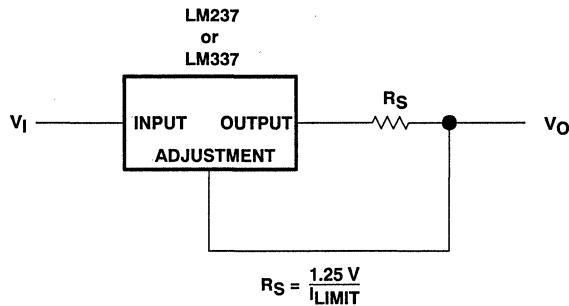 LM237
or
LM337
VI INPUT OUTPUT RS VO
ADJUSTMENT
RS = 1.25 V / ILIMIT